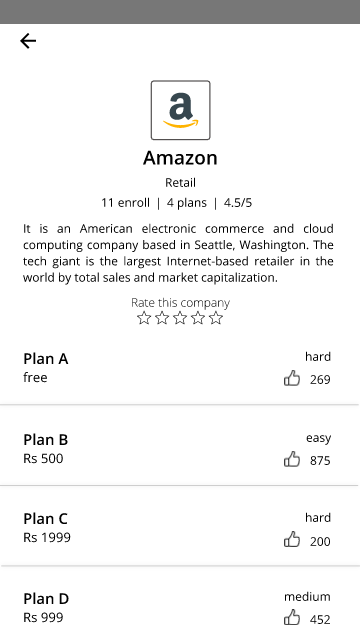 a
Amazon
Retail
11 enroll | 4 plans | 4.5/5
It is an American electronic commerce and cloud
computing company based in Seattle, Washington. The
tech giant is the largest Internet-based retailer in the
world by total sales and market capitalization.
Rate this company
Plan A
hard
free
269
Plan B
easy
Rs 500
875
Plan C
hard
Rs 1999
200
Plan D
medium
Rs 999
452